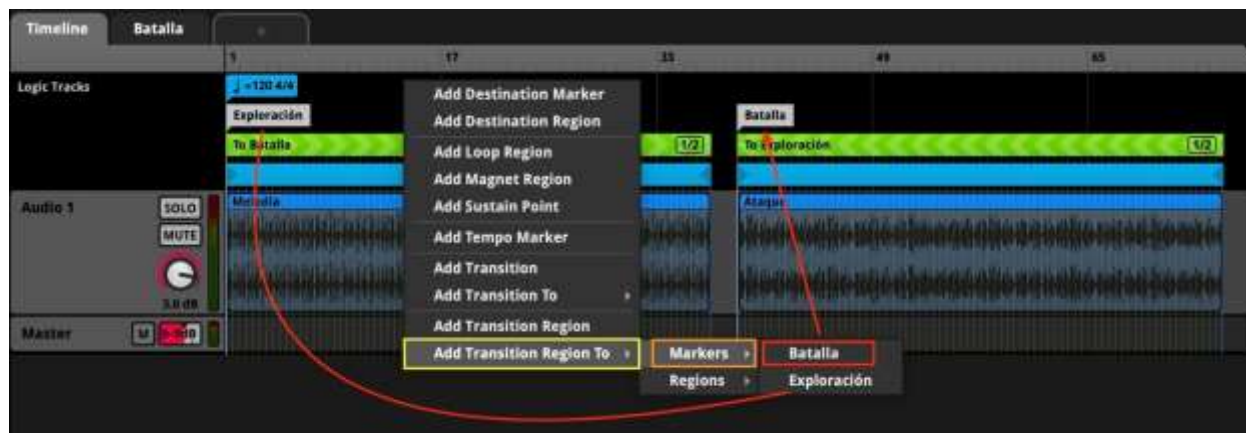 Timeline Batalla +
1 17 33 49 65
Logic Tracks
=120 4/4
Exploración Batalla
To Batalla 1/2 To Exploración 1/2
Audio 1 SOLO Melodía Ataque
MUTE
3.0 dB
Master M
Add Destination Marker
Add Destination Region
Add Loop Region
Add Magnet Region
Add Sustain Point
Add Tempo Marker
Add Transition
Add Transition To
Add Transition Region
Add Transition Region To
Markers
Regions
Batalla
Exploración